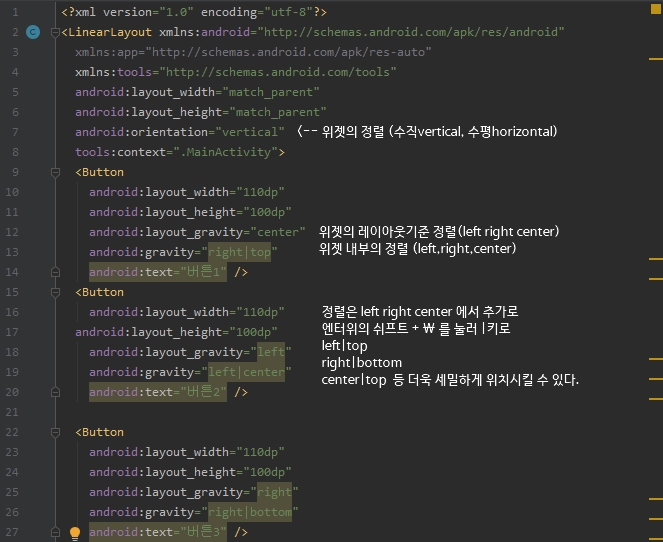 1 <?xml version="1.0" encoding="utf-8"?>
2 C <LinearLayout xmlns:android="http://schemas.android.com/apk/res/android"
3 xmlns:app="http://schemas.android.com/apk/res-auto"
4 xmlns:tools="http://schemas.android.com/tools"
5 android:layout_width="match_parent"
6 android:layout_height="match_parent"
7 android:orientation="vertical" <-- 위젯의 정렬 (수직vertical, 수평horizontal)
8 tools:context=".MainActivity">
9 <Button
10 android:layout_width="110dp"
11 android:layout_height="100dp"
12 android:layout_gravity="center" 위젯의 레이아웃기준 정렬(left right center)
13 android:gravity="right|top" 위젯 내부의 정렬 (left,right,center)
14 android:text="버튼1" />
15 <Button
16 android:layout_width="110dp" 정렬은 left right center 에서 추가로
17 android:layout_height="100dp" 엔터위의 쉬프트 + ₩ 를 눌러 |키로
18 android:layout_gravity="left" left|top
19 android:gravity="left|center" right|bottom
20 android:text="버튼2" /> center|top 등 더욱 세밀하게 위치시킬 수 있다.
21
22 <Button
23 android:layout_width="110dp"
24 android:layout_height="100dp"
25 android:layout_gravity="right"
26 android:gravity="right|bottom"
27 android:text="버튼3" />